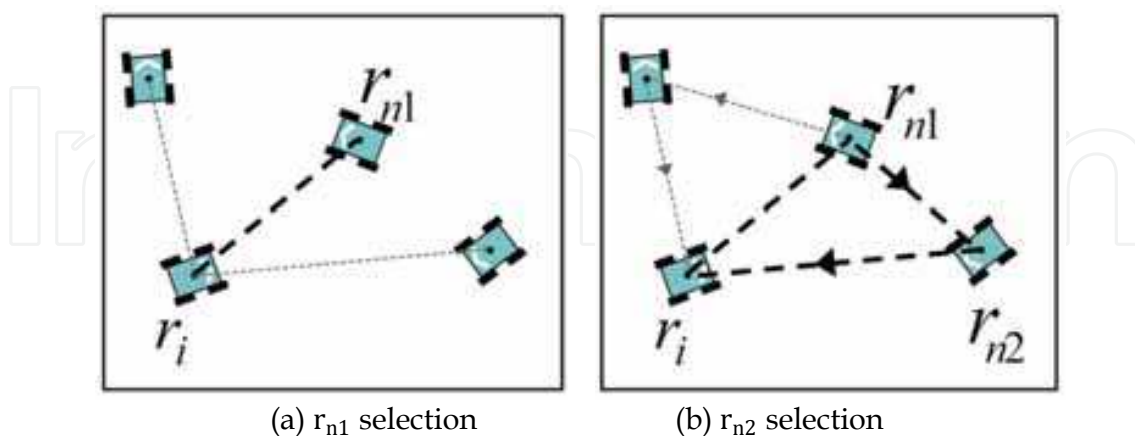 r_n1
r_i
(a) r_n1 selection
r_n1
r_i
r_n2
(b) r_n2 selection